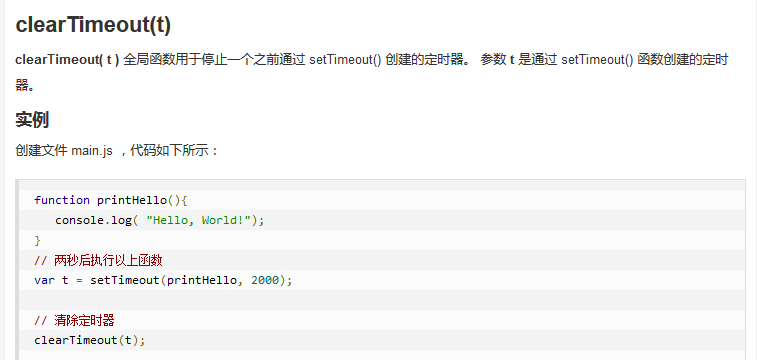 clearTimeout(t)
clearTimeout( t ) 全局函数用于停止一个之前通过 setTimeout() 创建的定时器。 参数 t 是通过 setTimeout() 函数创建的定时
器。
实例
创建文件 main.js ，代码如下所示：
function printHello(){
   console.log( "Hello, World!");
}
// 两秒后执行以上函数
var t = setTimeout(printHello, 2000);
// 清除定时器
clearTimeout(t);